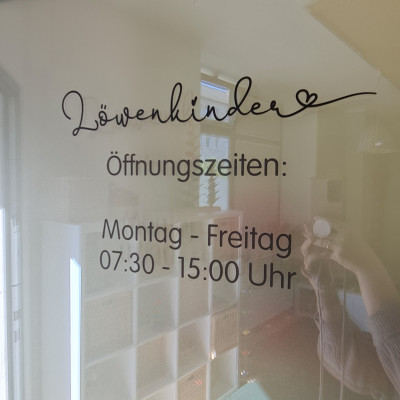 Löwenkinder
Öffnungszeiten:
Montag - Freitag
07:30 - 15:00 Uhr